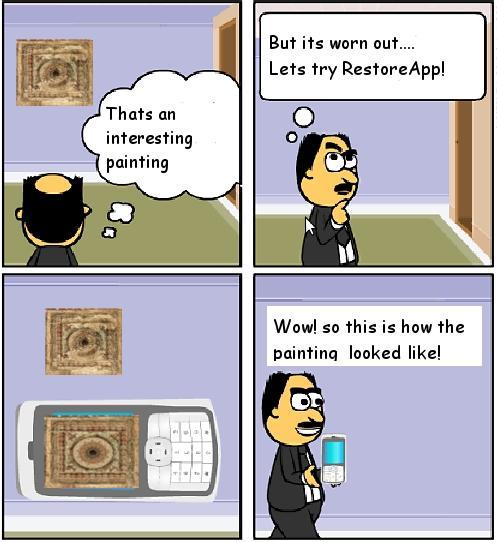 Thats an
interesting
painting
But its worn out....
Lets try RestoreApp!
Wow! so this is how the
painting looked like!